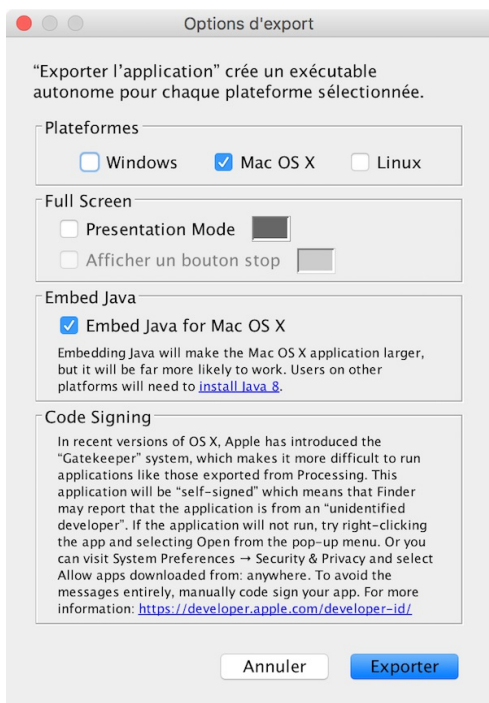 Options d'export
“Exporter l’application” crée un exécutable
autonome pour chaque plateforme sélectionnée.
Plateformes
Windows Mac OS X Linux
Full Screen
Presentation Mode
Afficher un bouton stop
Embed Java
Embed Java for Mac OS X
Embedding Java will make the Mac OS X application larger,
but it will be far more likely to work. Users on other
platforms will need to install Java 8.
Code Signing
In recent versions of OS X, Apple has introduced the
“Gatekeeper” system, which makes it more difficult to run
applications like those exported from Processing. This
application will be “self-signed” which means that Finder
may report that the application is from an “unidentified
developer”. If the application will not run, try right-clicking
the app and selecting Open from the pop-up menu. Or you
can visit System Preferences → Security & Privacy and select
Allow apps downloaded from: anywhere. To avoid the
messages entirely, manually code sign your app. For more
information: https://developer.apple.com/developer-id/
Annuler Exporter